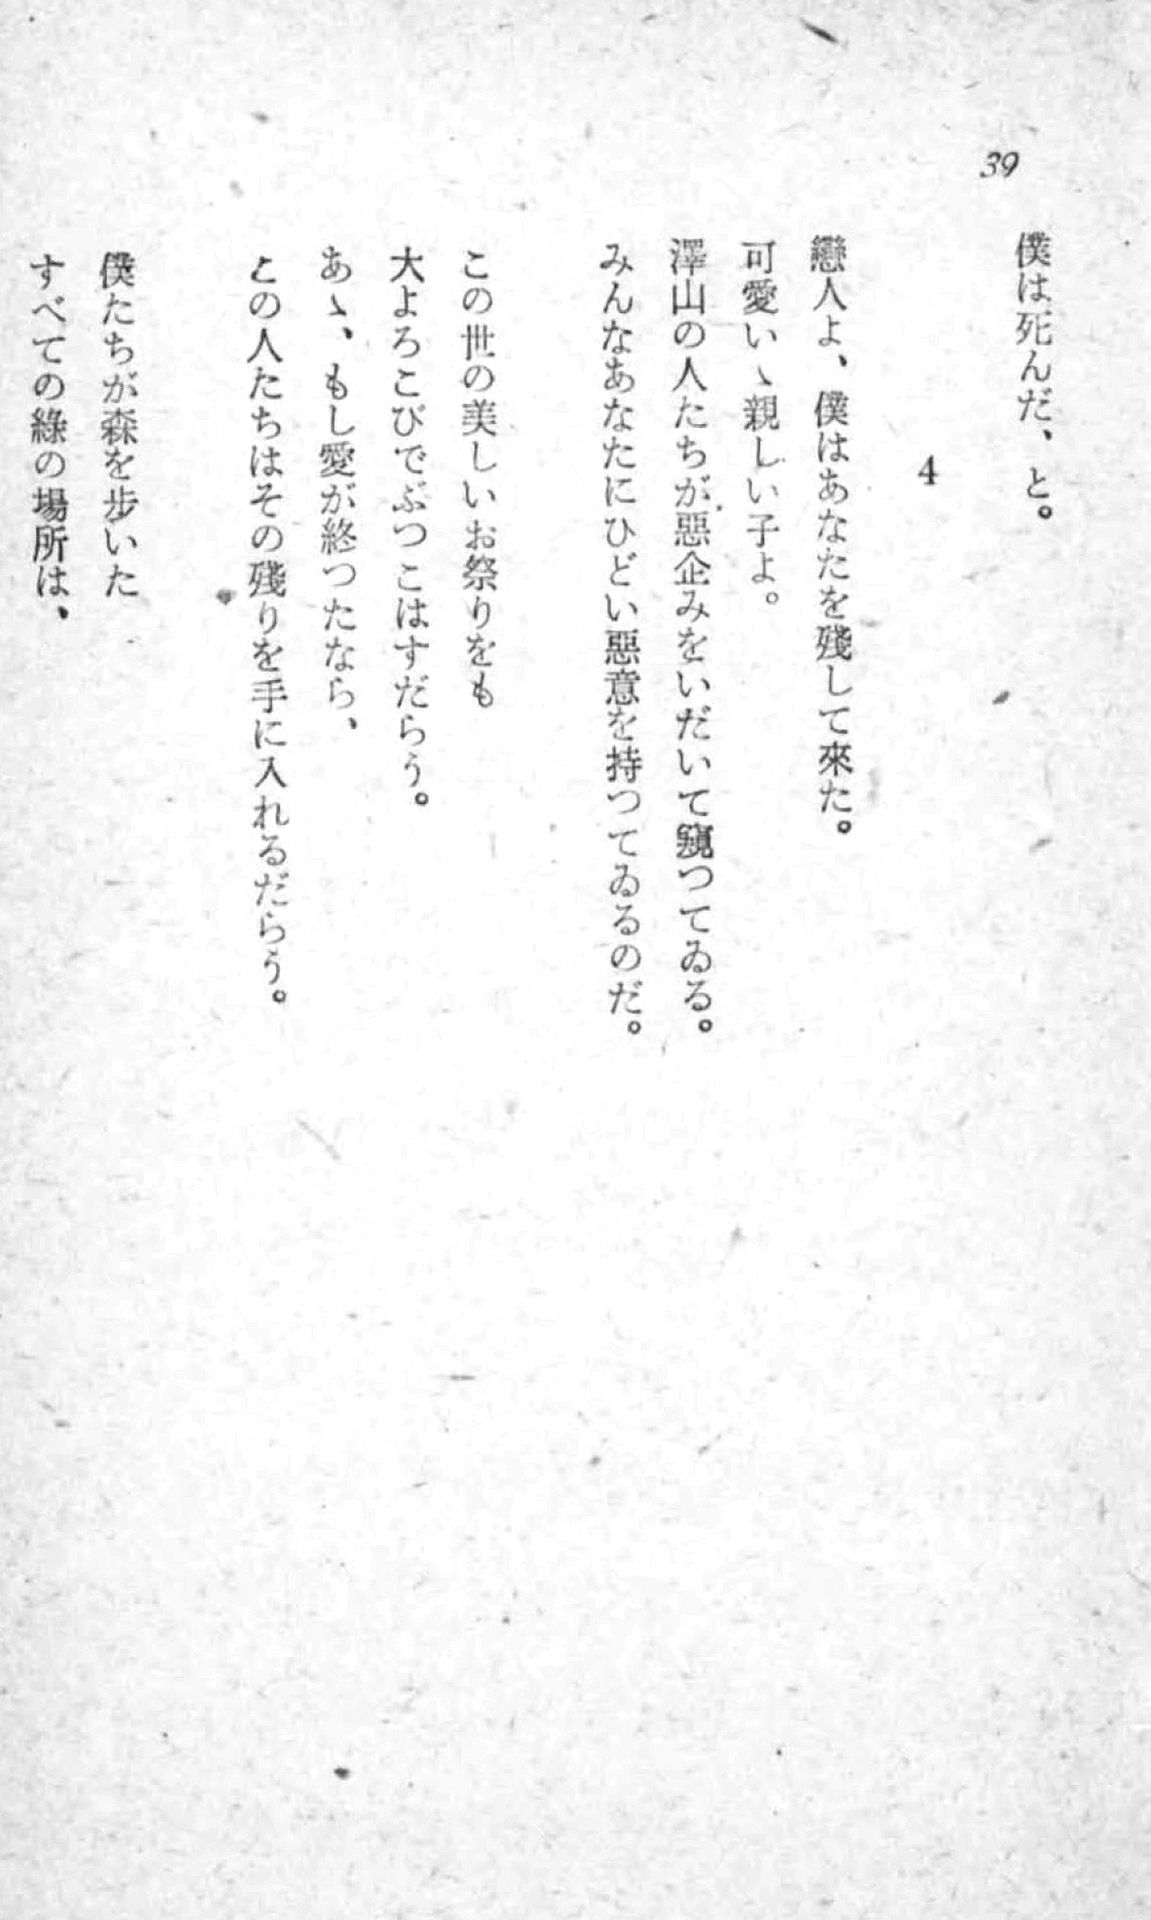 39
僕は死んだ、と。
4
戀人よ、僕はあなたを殘して來た。
可愛いゝ親しい子よ。
澤山の人たちが惡企みをいだいて窺つてゐる。
みんなあなたにひどい惡意を持つてゐるのだ。
この世の美しいお祭りをも
大よろこびでぶつこはすだらう。
あゝ、もし愛が終つたなら、
この人たちはその殘りを手に入れるだらう。
僕たちが森を步いた
すべての綠の場所は、